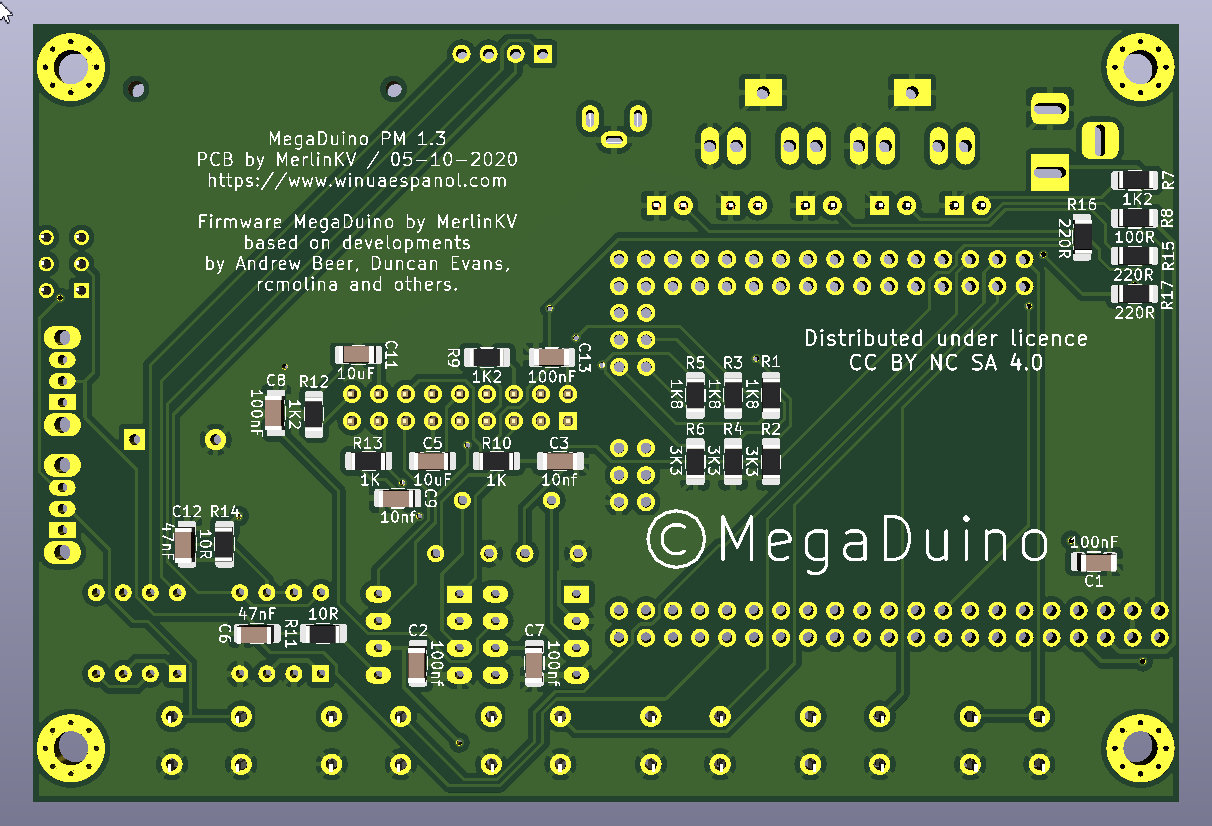 MegaDuino PM 1.3
PCB by MerlinKV / 05-10-2020
https://www.winuaespanol.com
Firmware MegaDuino by MerlinKV
based on developments
by Andrew Beer, Duncan Evans,
rcmolina and others.
R7
1K2
R16
220R
R8
100R
R15
220R
R17
220R
Distributed under licence
CC BY NC SA 4.0
C11
10uF
R9
1K2
C13
100nF
C8
100nF
R12
1K2
R5
1K8
R3
1K8
R1
1K8
R13
1K
C5
10uF
R10
1K
C3
10nf
R6
3K3
R4
3K3
R2
3K3
C9
10nf
C12
47nF
R14
10R
©MegaDuino
100nF
C1
47nF
C6
10R
R11
C2
100nf
C7
100nf